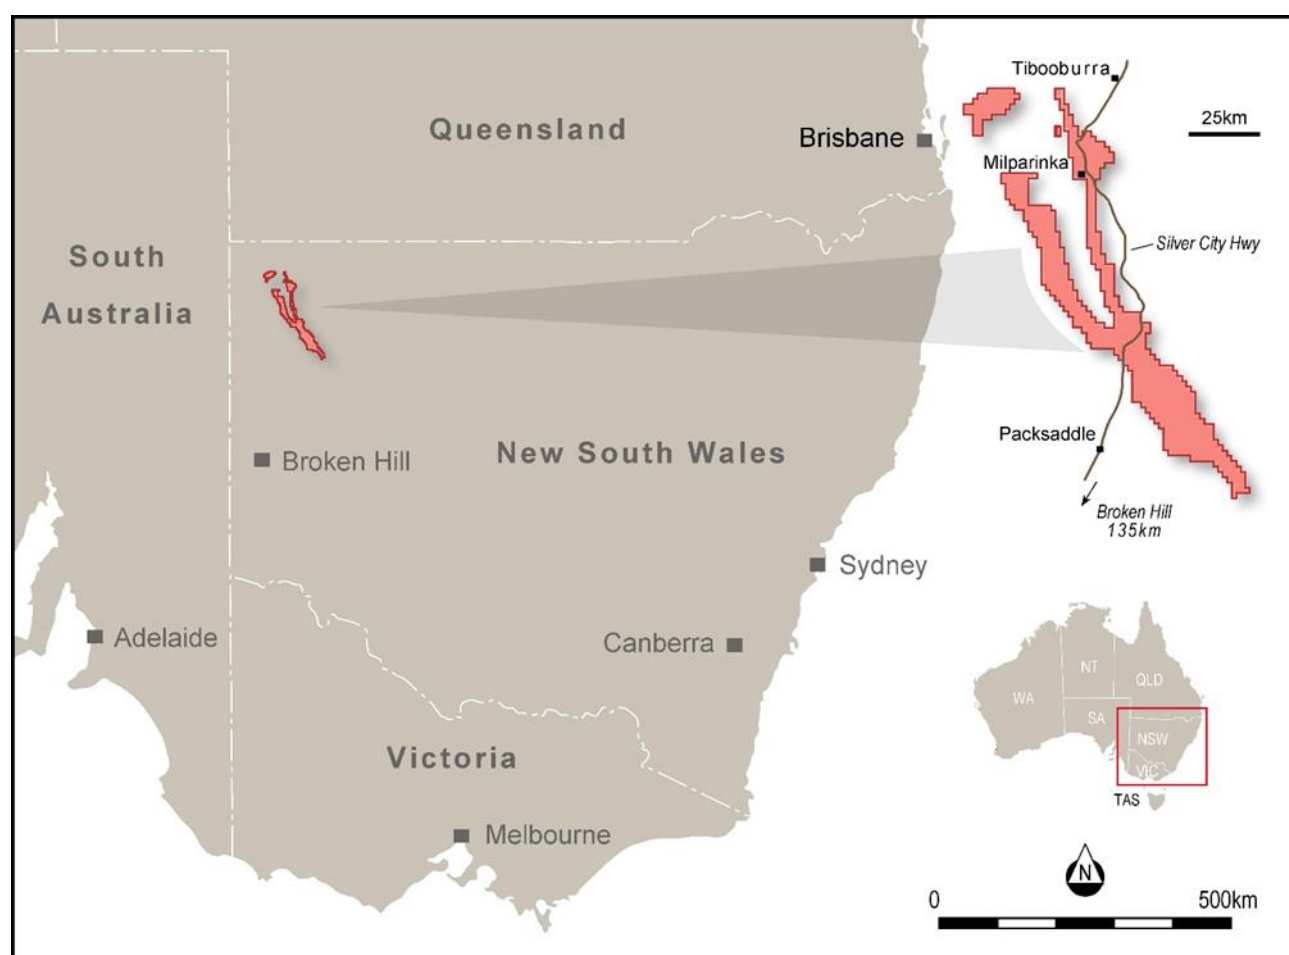 Queensland
Brisbane
South
Australia
New South Wales
Broken Hill
Sydney
Adelaide
Canberra
Victoria
Melbourne
Tibooburra
25km
Milparinka
Silver City Hwy
Packsaddle
Broken Hill
135km
NT
QLD
WA
SA
NSW
VIC
TAS
N
0
500km